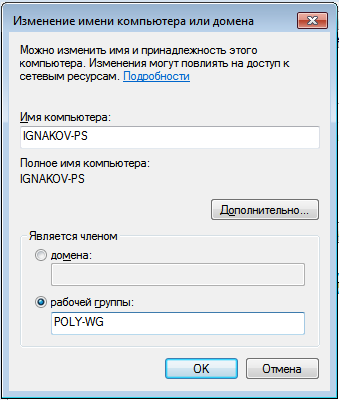 Изменение имени компьютера или домена
Можно изменить имя и принадлежность этого
компьютера. Изменения могут повлиять на доступ к
сетевым ресурсам. Подробности
Имя компьютера:
IGNAKOV-PS
Полное имя компьютера:
IGNAKOV-PS
Дополнительно...
Является членом
домена:
рабочей группы:
POLY-WG
OK
Отмена